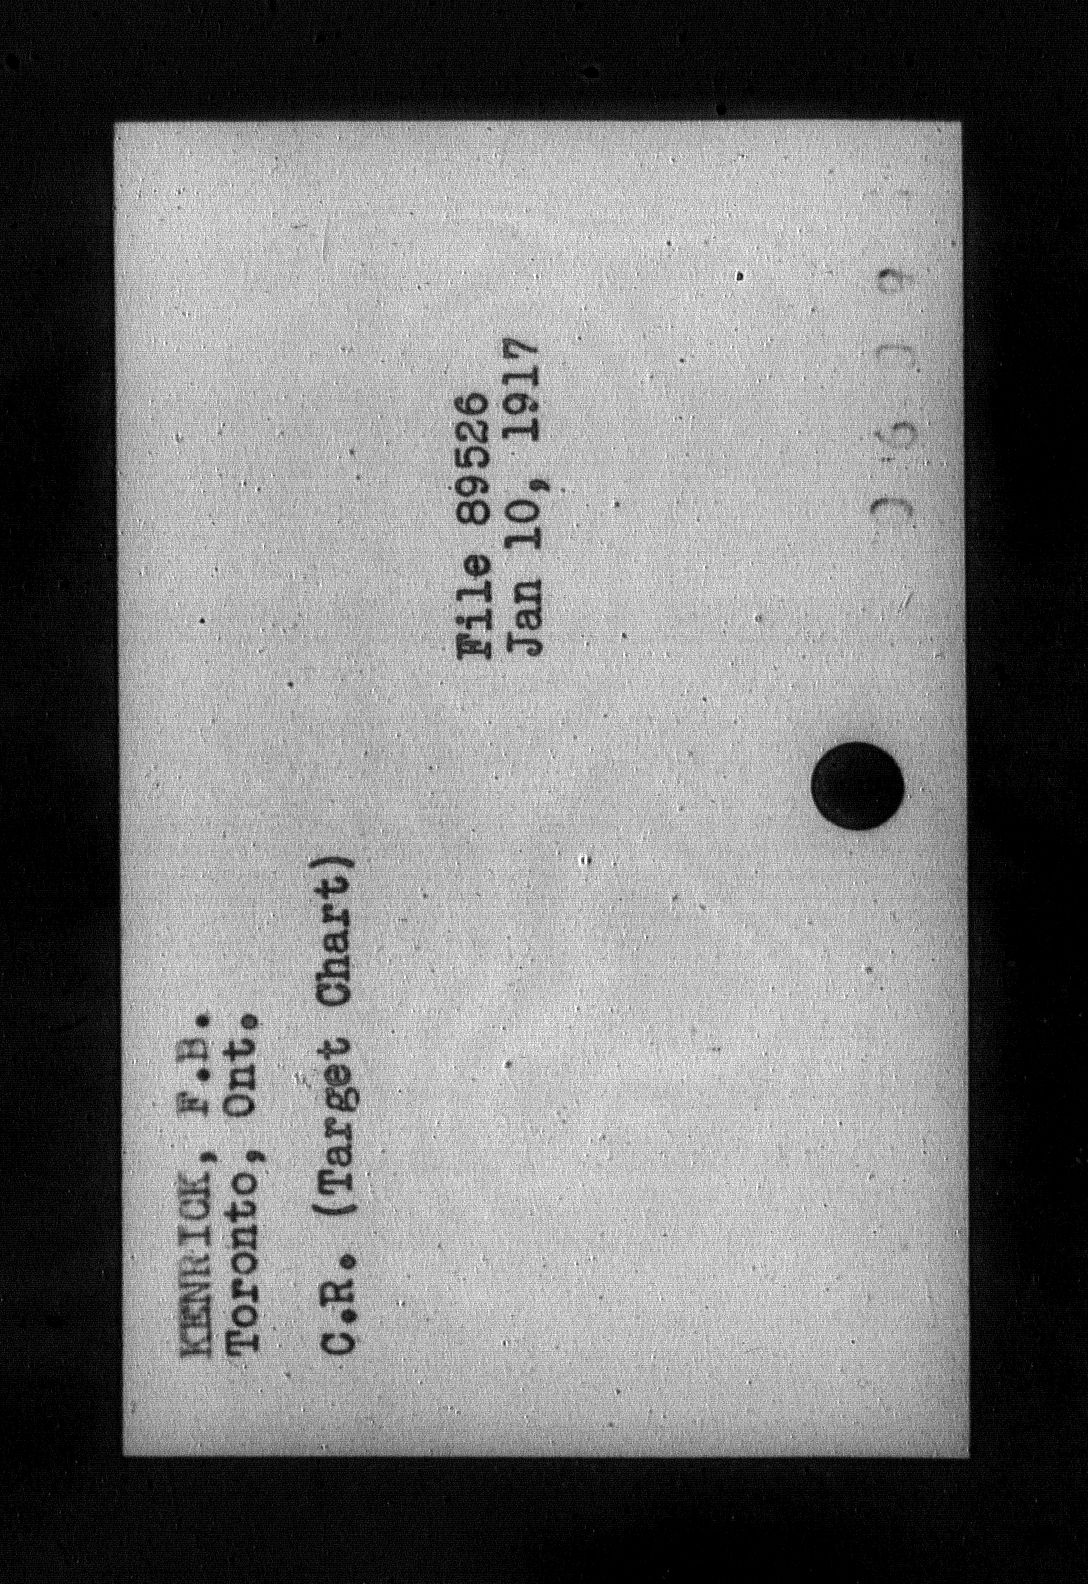 KENRICK, F.B.
Toronto, Ont.
C.R. (Target Chart)
File 89526
Jan 10, 1917